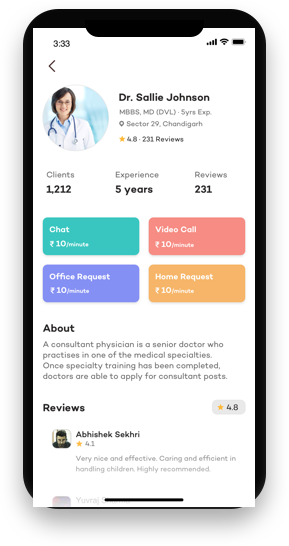 3:33
Dr. Sallie Johnson
MBBS, MD (DVL) · 5yrs Exp.
Sector 29, Chandigarh
4.8 · 231 Reviews
Clients Experience Reviews
1,212 5 years 231
Chat Video Call
₹ 10/minute ₹ 10/minute
Office Request Home Request
₹ 10/minute ₹ 10/minute
About
A consultant physician is a senior doctor who
practises in one of the medical specialties.
Once specialty training has been completed,
doctors are able to apply for consultant posts.
Reviews 4.8
Abhishek Sekhri
4.1
Very nice and effective. Caring and efficient in
handling children. Highly recommended.
Yuvraj